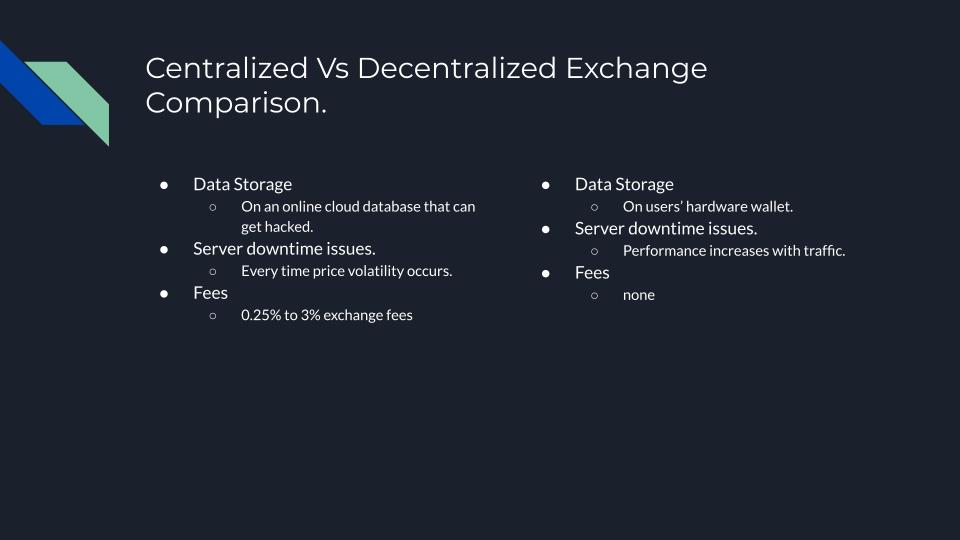 Centralized Vs Decentralized Exchange
Comparison.
● Data Storage
○ On an online cloud database that can
get hacked.
● Server downtime issues.
○ Every time price volatility occurs.
● Fees
○ 0.25% to 3% exchange fees
● Data Storage
○ On users’ hardware wallet.
● Server downtime issues.
○ Performance increases with traffic.
● Fees
○ none